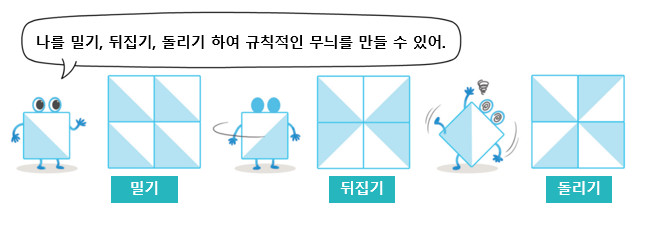 나를 밀기, 뒤집기, 돌리기 하여 규칙적인 무늬를 만들 수 있어.
밀기
뒤집기
돌리기